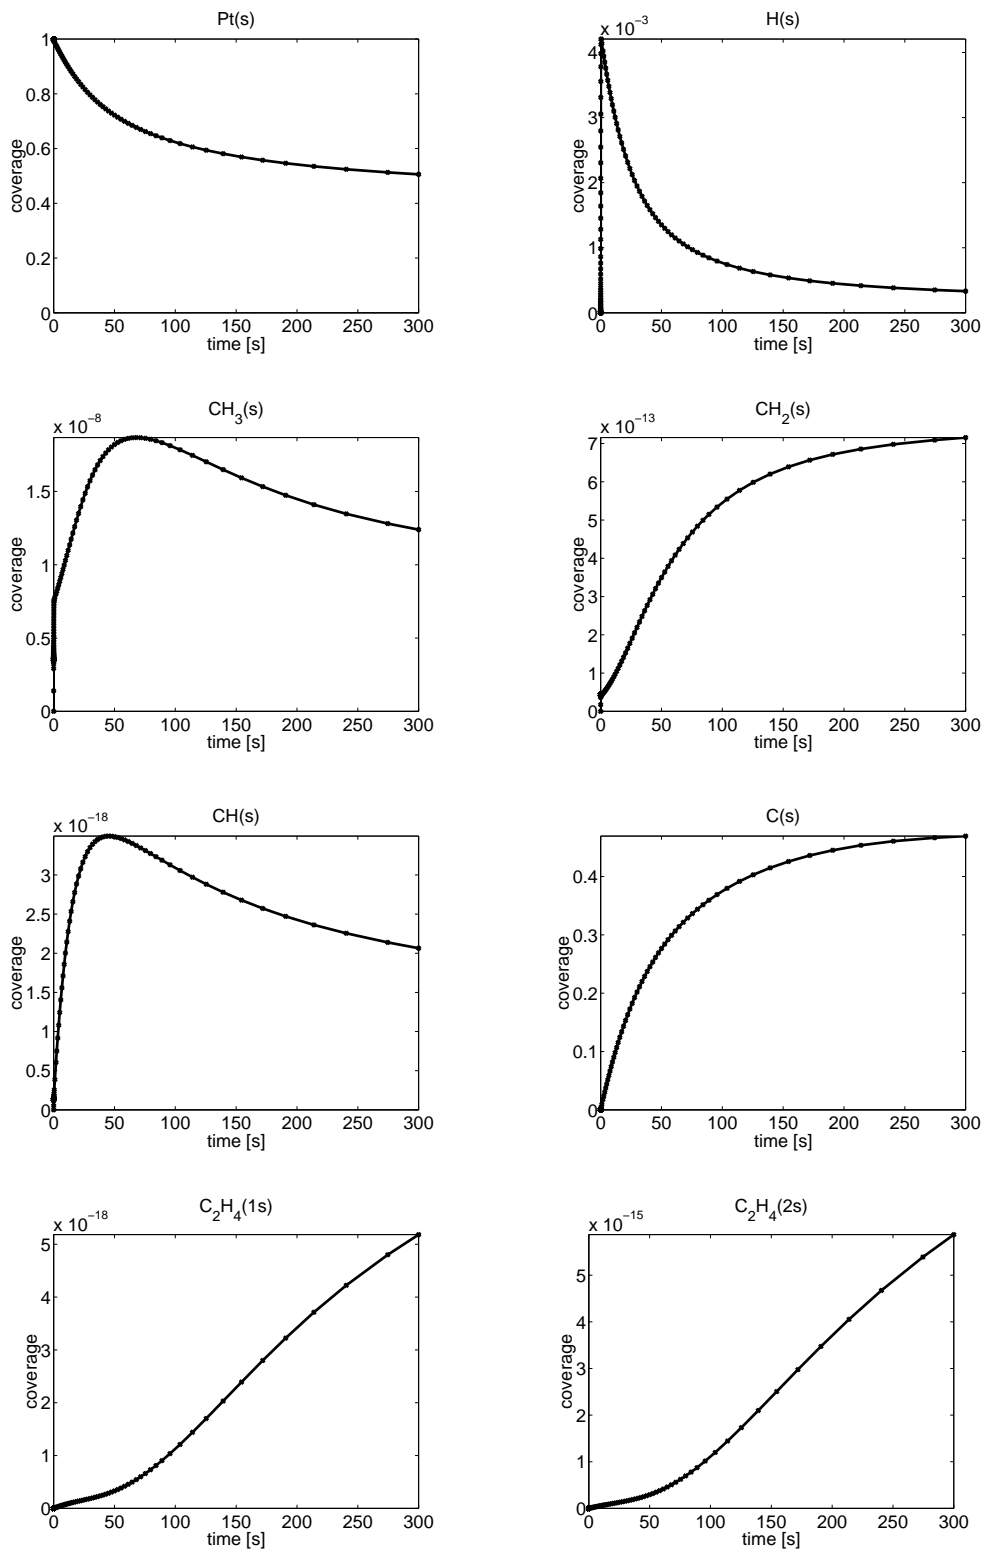 Pt(s)
1
0.8
0.6
0.4
0.2
0
coverage
0 50 100 150 200 250 300
time [s]
H(s)
x 10−3
4
3
2
1
0
coverage
0 50 100 150 200 250 300
time [s]
CH3(s)
x 10−8
1.5
1
0.5
0
coverage
0 50 100 150 200 250 300
time [s]
CH2(s)
x 10−13
7
6
5
4
3
2
1
0
coverage
0 50 100 150 200 250 300
time [s]
CH(s)
x 10−18
3
2.5
2
1.5
1
0.5
0
coverage
0 50 100 150 200 250 300
time [s]
C(s)
0.4
0.3
0.2
0.1
0
coverage
0 50 100 150 200 250 300
time [s]
C2H4(1s)
x 10−18
5
4
3
2
1
0
coverage
0 50 100 150 200 250 300
time [s]
C2H4(2s)
x 10−15
5
4
3
2
1
0
coverage
0 50 100 150 200 250 300
time [s]